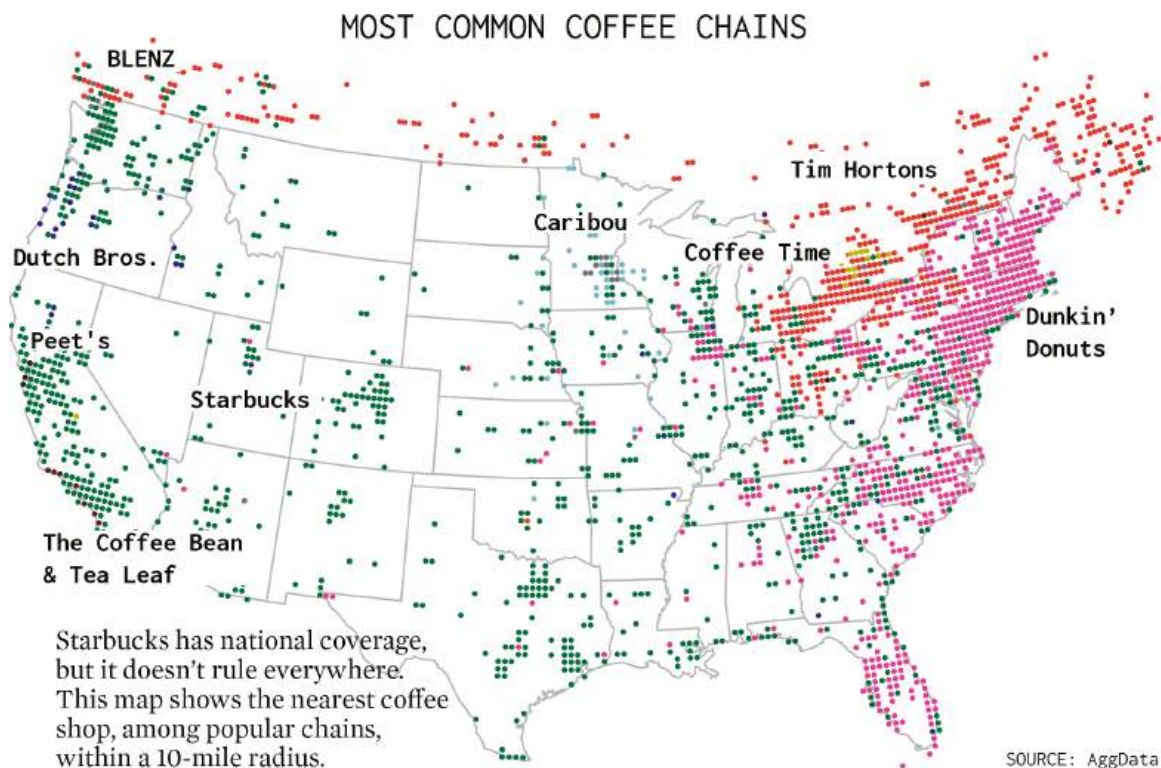 MOST COMMON COFFEE CHAINS
BLENZ
Tim Hortons
Caribou
Coffee Time
Dutch Bros.
Dunkin'
Donuts
Peet's
Starbucks
The Coffee Bean
& Tea Leaf
Starbucks has national coverage,
but it doesn't rule everywhere.
This map shows the nearest coffee
shop, among popular chains,
within a 10-mile radius.
SOURCE: AggData